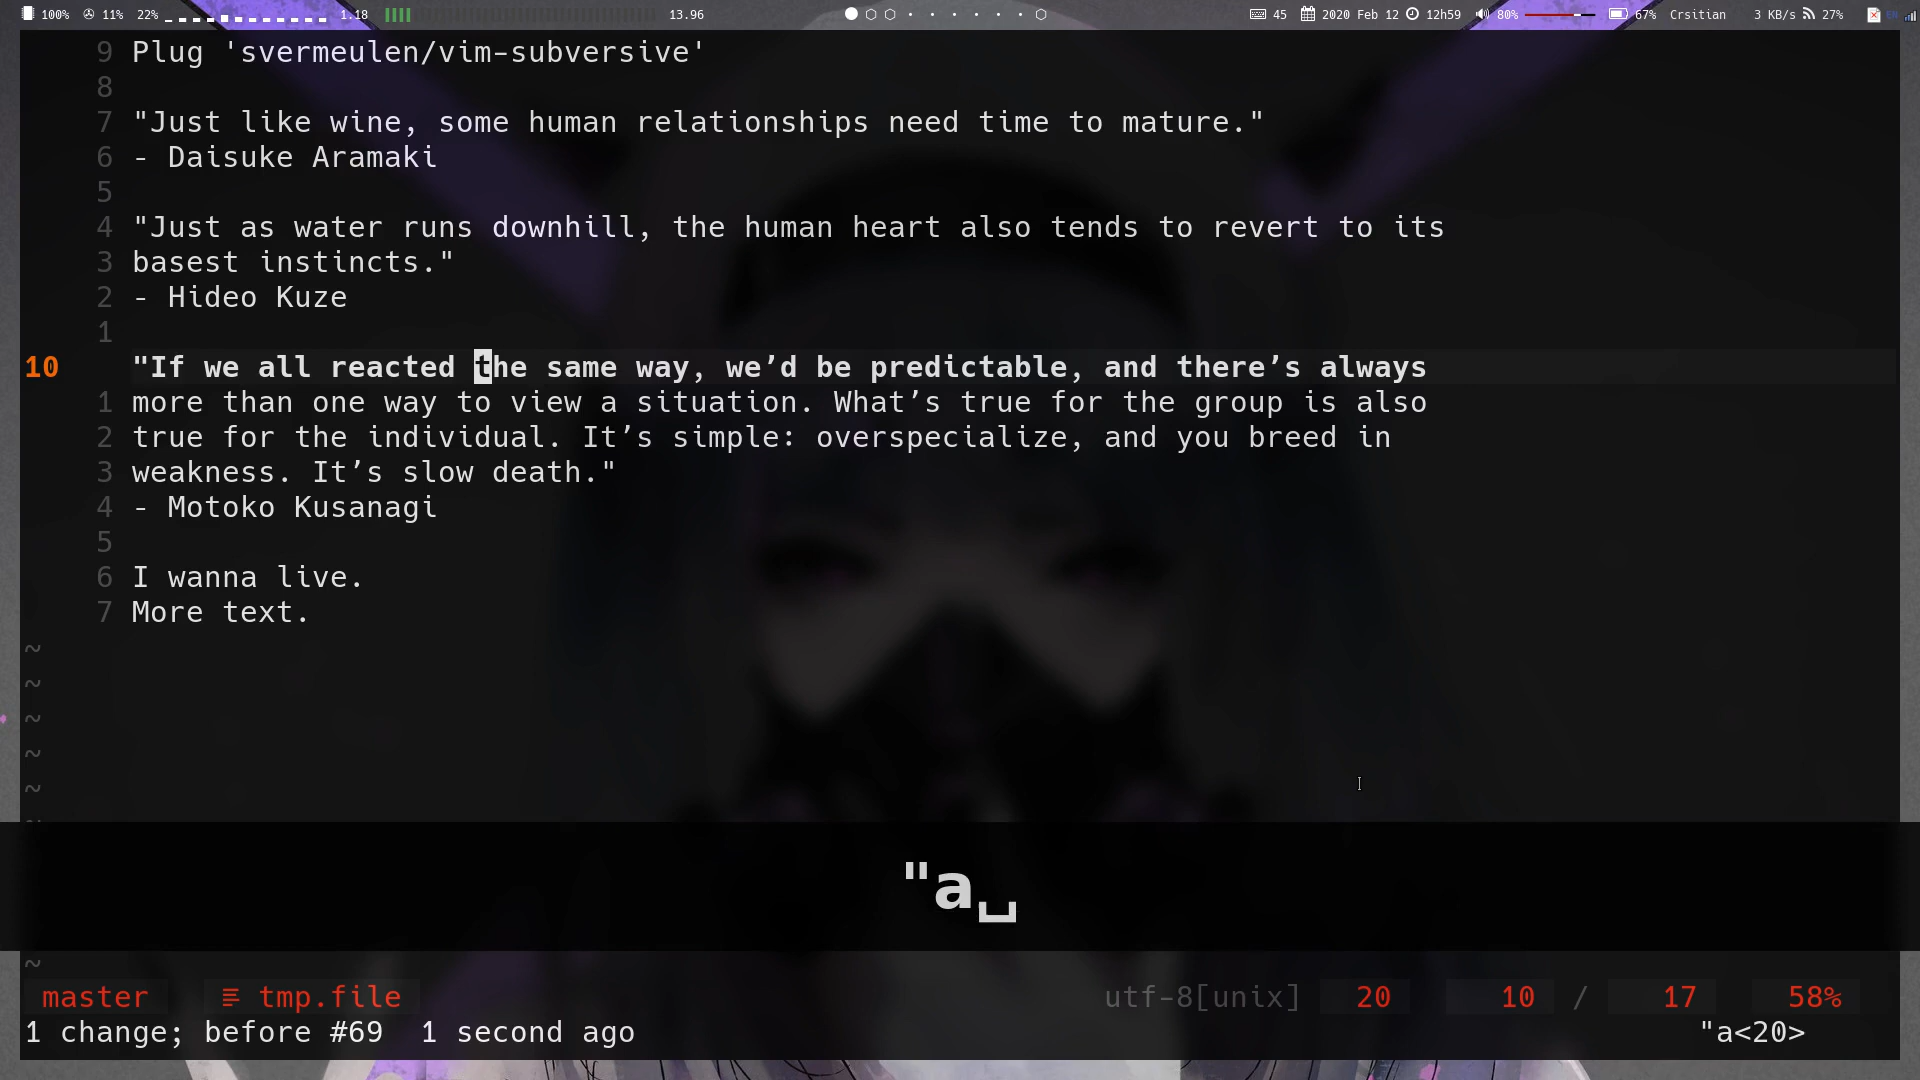 100% 11% 22% 1.18 13.96 45 2020 Feb 12 12h59 80% 67% Crsitian 3 KB/s 27%
9 Plug 'svermeulen/vim-subversive'
8
7 "Just like wine, some human relationships need time to mature."
6 - Daisuke Aramaki
5
4 "Just as water runs downhill, the human heart also tends to revert to its
3 basest instincts."
2 - Hideo Kuze
1
10 "If we all reacted the same way, we’d be predictable, and there’s always
1 more than one way to view a situation. What’s true for the group is also
2 true for the individual. It’s simple: overspecialize, and you breed in
3 weakness. It’s slow death."
4 - Motoko Kusanagi
5
6 I wanna live.
7 More text.
~
~
~
~
~
"a␣
~
master ≡ tmp.file utf-8[unix] 20 10 / 17 58%
1 change; before #69 1 second ago "a<20>